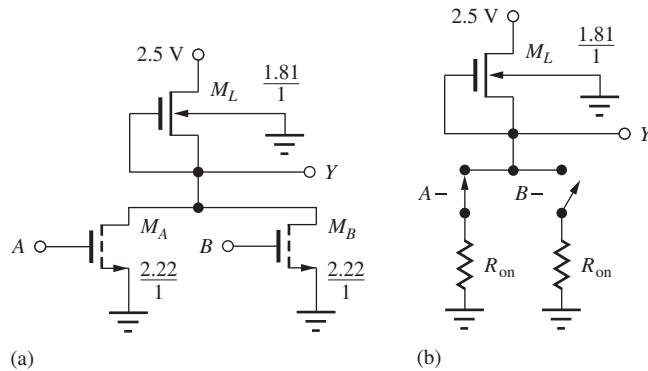 2.5 V
M_L
1.81
1
Y
A
M_A
2.22
1
B
M_B
2.22
1
(a)
2.5 V
M_L
1.81
1
Y
A–
B–
R_on
R_on
(b)